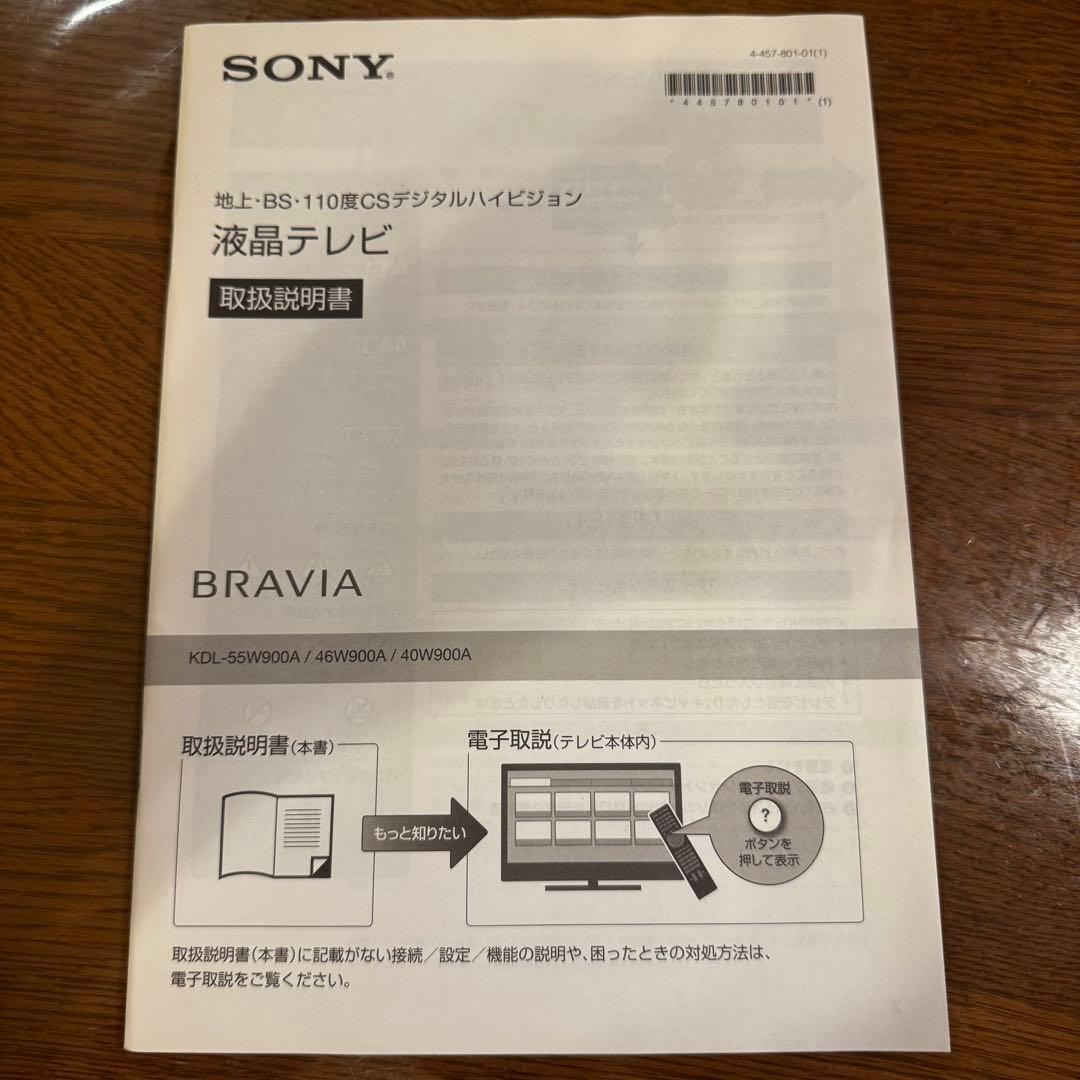 SONY®
4-457-801-01(1)
*445780101*(1)
地上・BS・110度CSデジタルハイビジョン
液晶テレビ
取扱説明書
BRAVIA
KDL-55W900A / 46W900A / 40W900A
取扱説明書(本書)
電子取説(テレビ本体内)
もっと知りたい
電子取説
?
ボタンを
押して表示
取扱説明書(本書)に記載がない接続/設定/機能の説明や、困ったときの対処方法は、
電子取説をご覧ください。